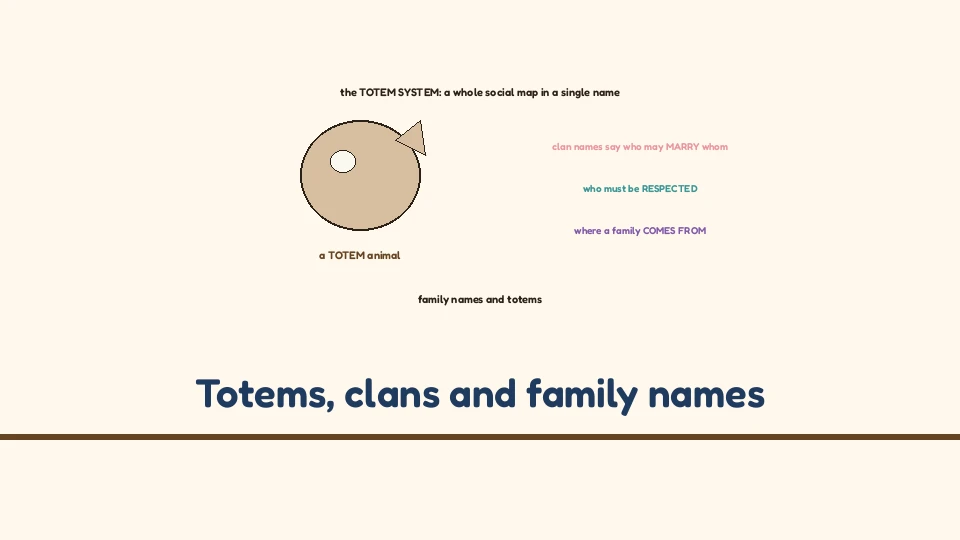 the TOTEM SYSTEM: a whole social map in a single name
clan names say who may MARRY whom
who must be RESPECTED
where a family COMES FROM
a TOTEM animal
family names and totems
Totems, clans and family names